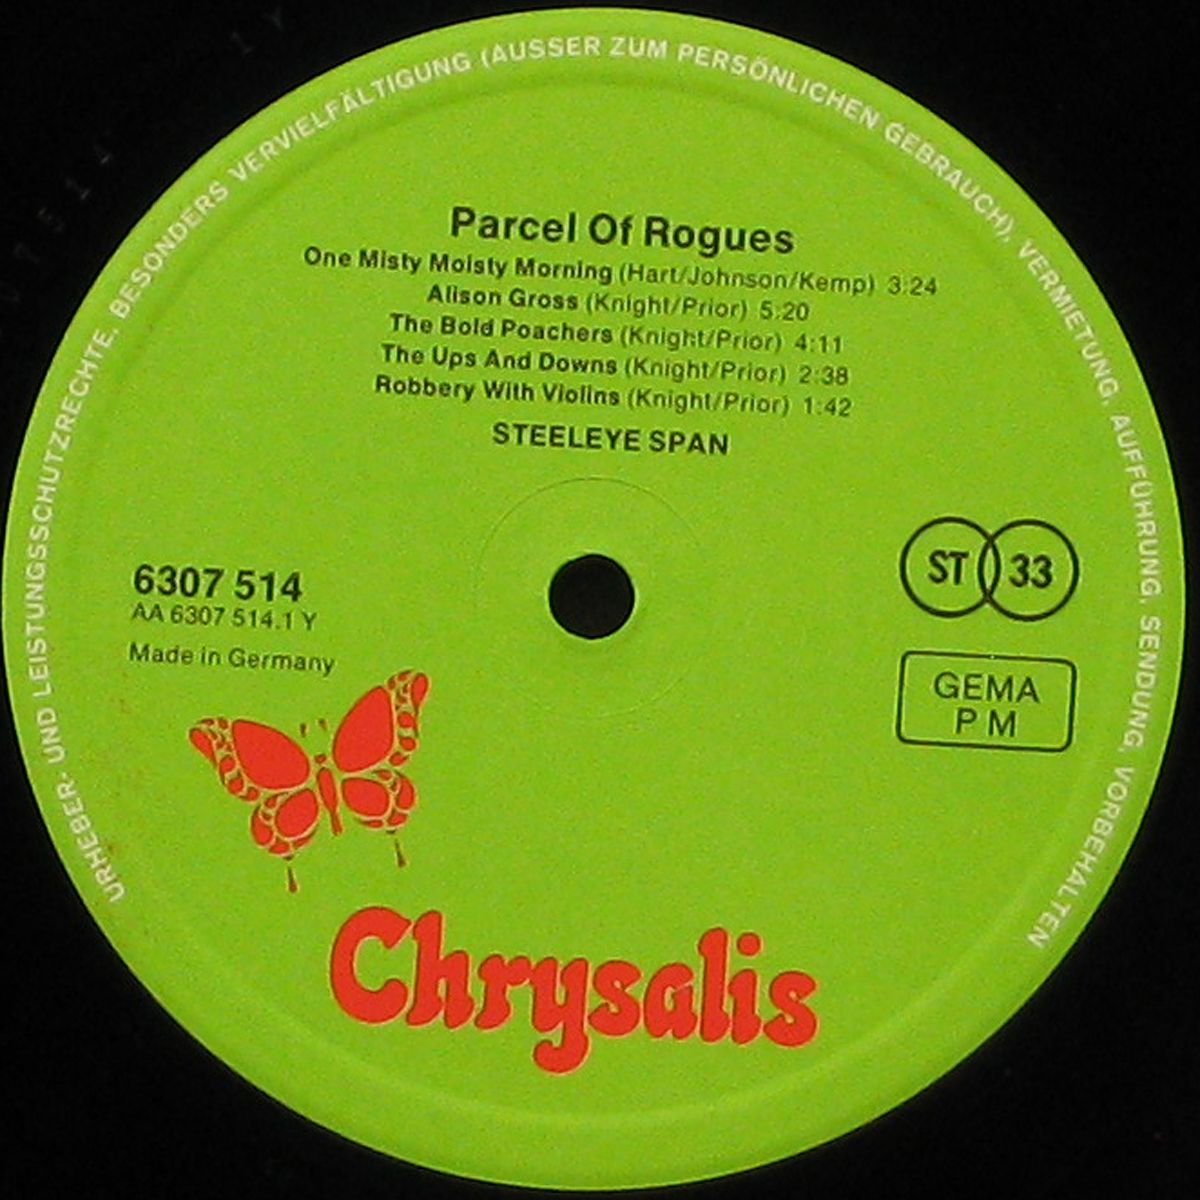 URHEBER- UND LEISTUNGSSCHUTZRECHTE, BESONDERS VERVIELFÄLTIGUNG (AUSSER ZUM PERSÖNLICHEN GEBRAUCH), VERMIETUNG, AUFFÜHRUNG, SENDUNG, VORBEHALTEN
Parcel Of Rogues
One Misty Moisty Morning (Hart/Johnson/Kemp) 3:24
Alison Gross (Knight/Prior) 5:20
The Bold Poachers (Knight/Prior) 4:11
The Ups And Downs (Knight/Prior) 2:38
Robbery With Violins (Knight/Prior) 1:42
STEELEYE SPAN
6307 514
AA 6307 514.1 Y
Made in Germany
ST 33
GEMA
P M
Chrysalis